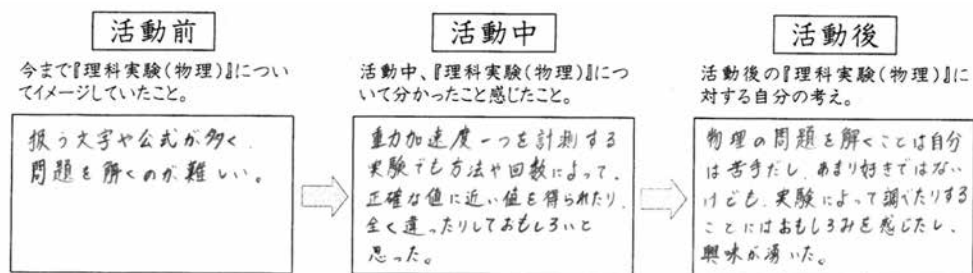 活動前
今まで『理科実験(物理)』につい
てイメージしていたこと。
扱う文字や公式が多く、
問題を解くのが難しい。
活動中
活動中、『理科実験(物理)』につ
いて分かったこと感じたこと。
重力加速度一つを計測する
実験でも方法や回数によって、
正確な値に近い値を得られたり、
全く違ったりしておもしろいと
思った。
活動後
活動後の『理科実験(物理)』に
対する自分の考え。
物理の問題を解くことは自分
は苦手だし、あまり好きではない
けども、実験によって調べたりする
ことにはおもしろみを感じたし、
興味が湧いた。